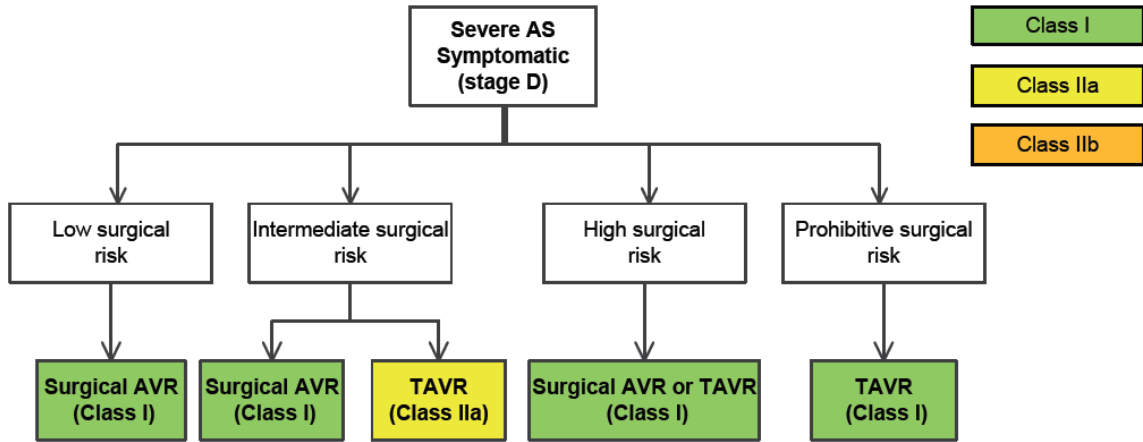 Severe AS
Symptomatic
(stage D)
Class I
Class IIa
Class IIb
Low surgical
risk
Intermediate surgical
risk
High surgical
risk
Prohibitive surgical
risk
Surgical AVR
(Class I)
Surgical AVR
(Class I)
TAVR
(Class IIa)
Surgical AVR or TAVR
(Class I)
TAVR
(Class I)